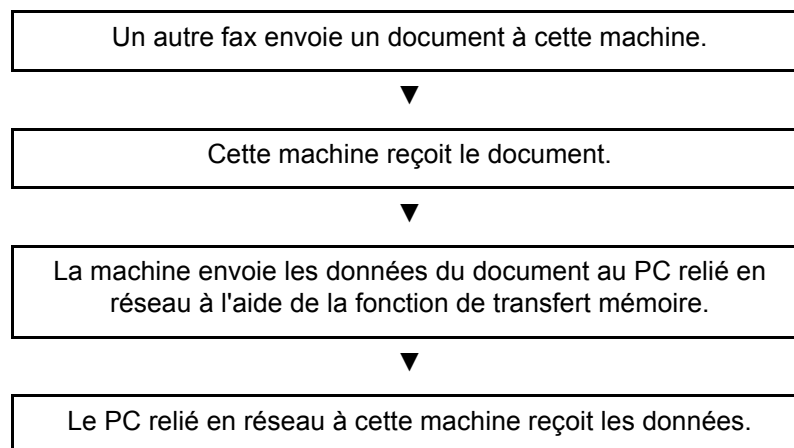 Un autre fax envoie un document à cette machine.
▼
Cette machine reçoit le document.
▼
La machine envoie les données du document au PC relié en
réseau à l'aide de la fonction de transfert mémoire.
▼
Le PC relié en réseau à cette machine reçoit les données.